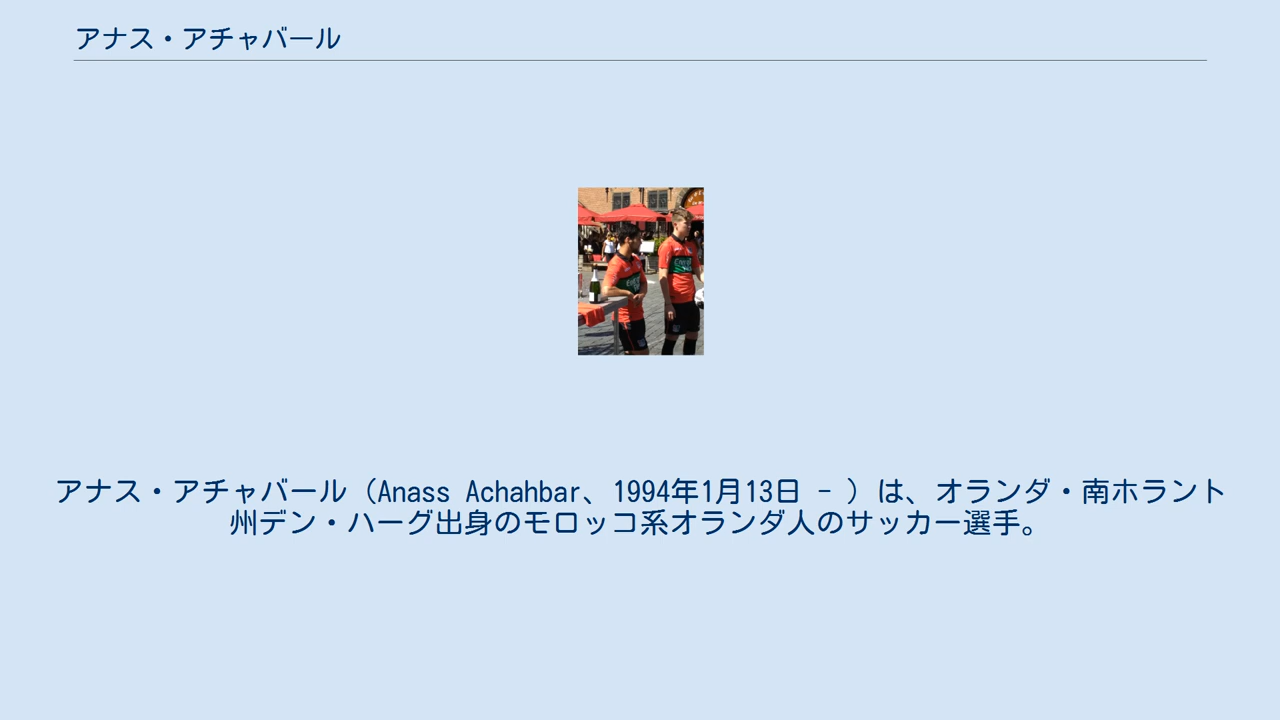 アナス・アチャバール
アナス・アチャバール（Anass Achahbar、1994年1月13日 - ）は、オランダ・南ホラント
州デン・ハーグ出身のモロッコ系オランダ人のサッカー選手。